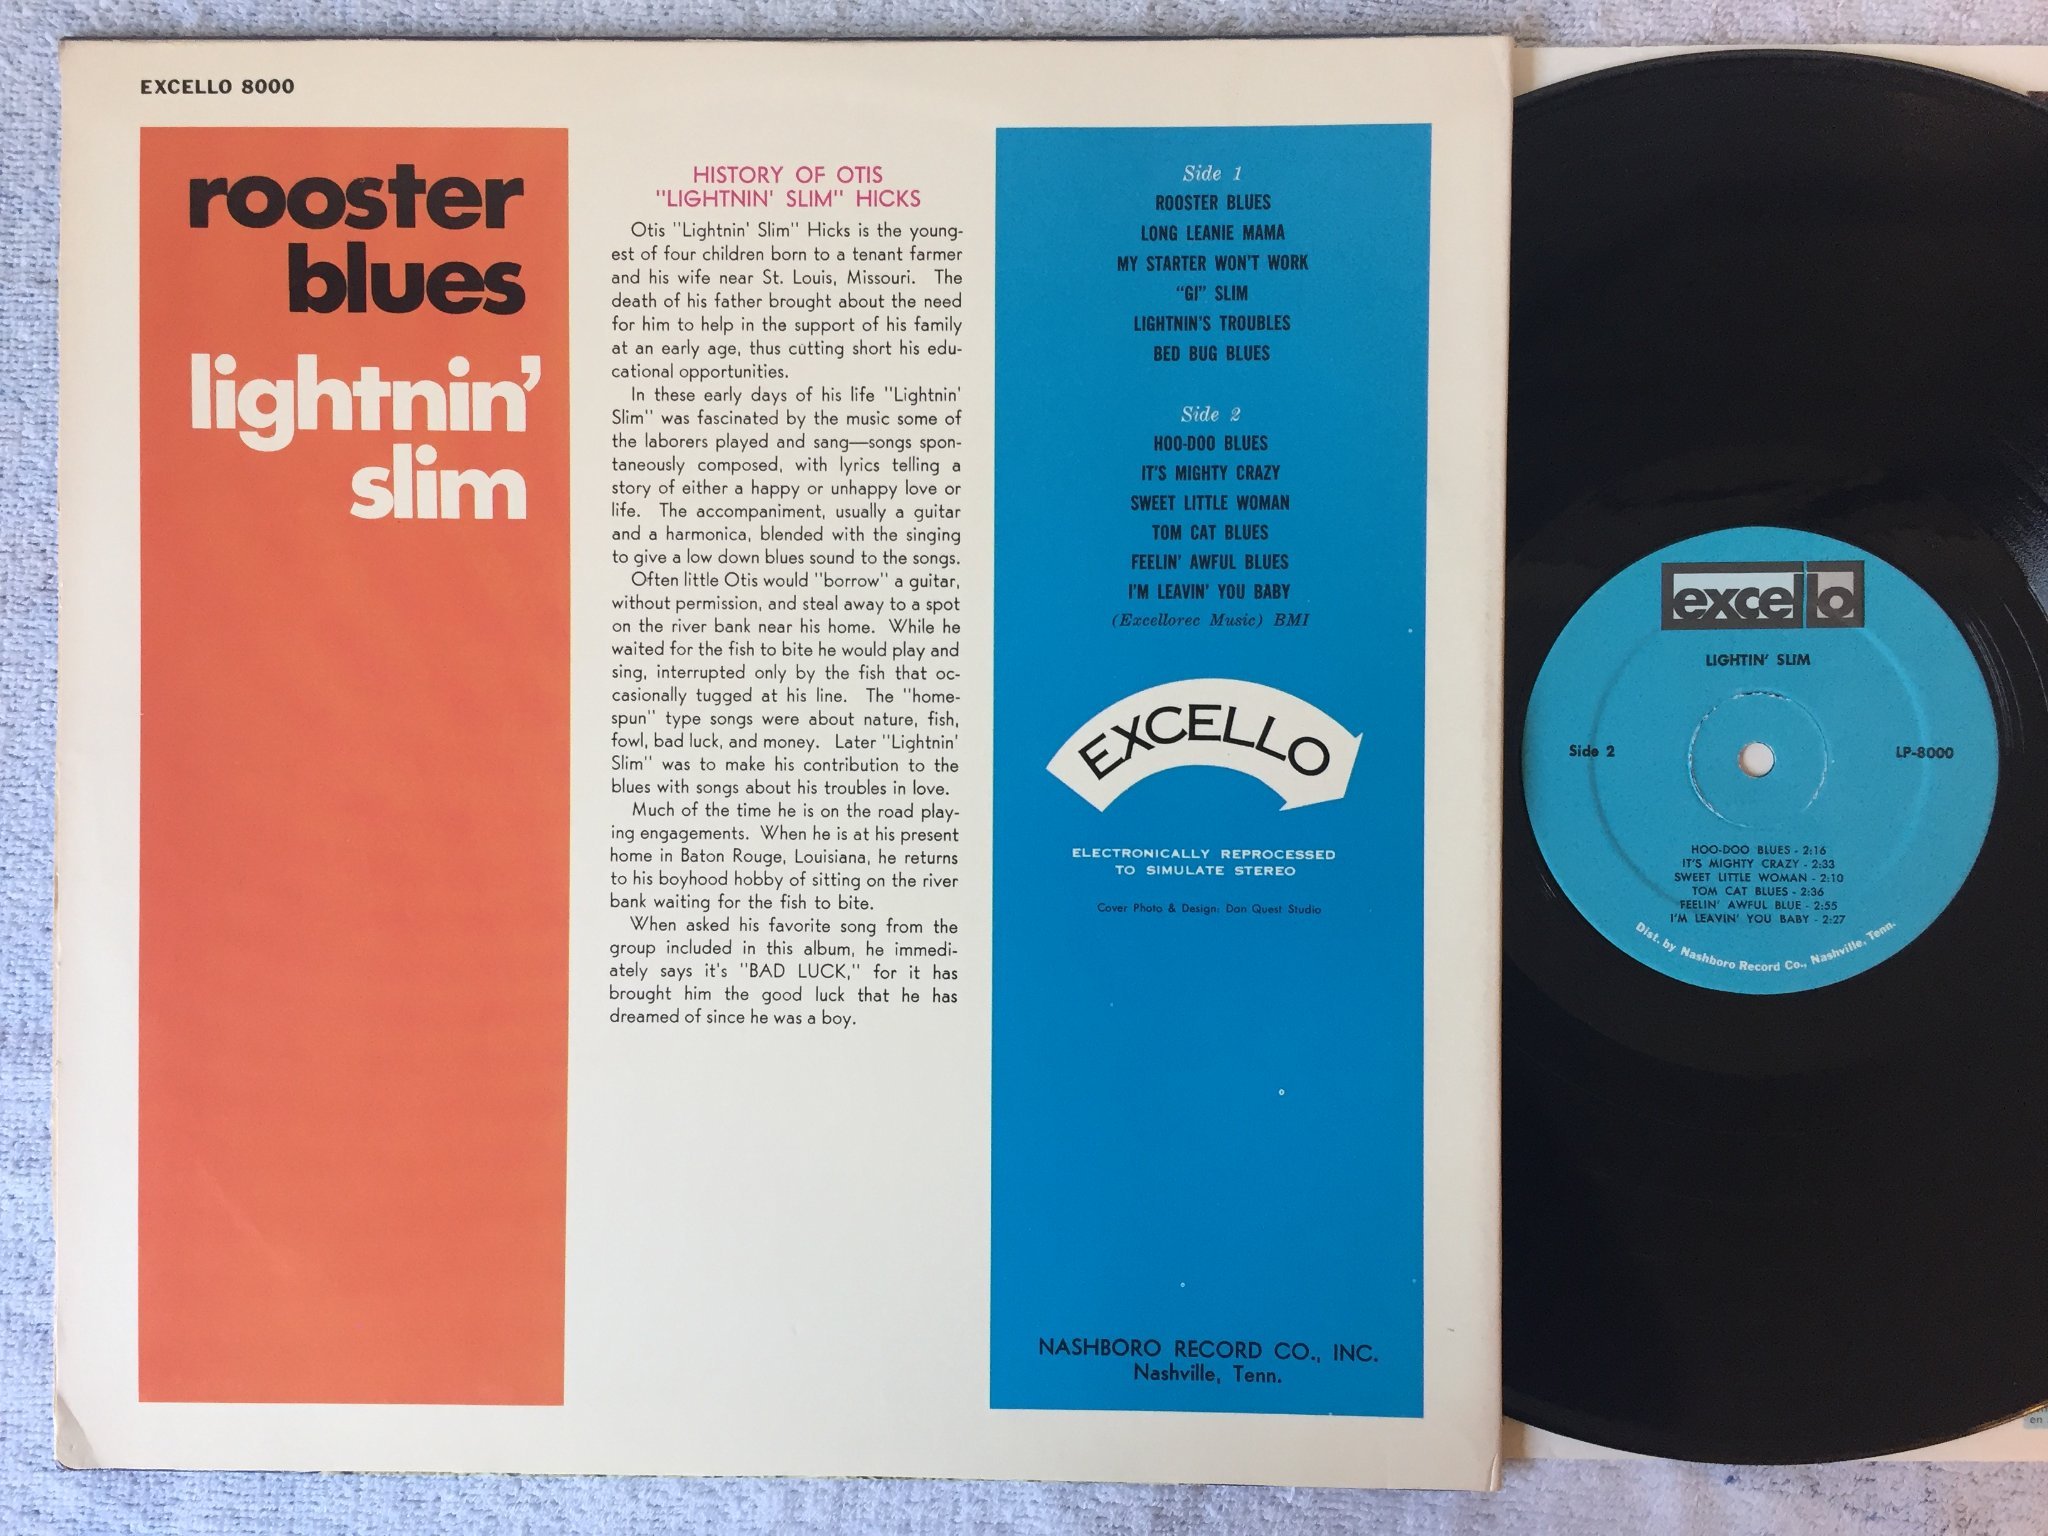 EXCELLO 8000
rooster
blues
lightnin'
slim
HISTORY OF OTIS
"LIGHTNIN' SLIM" HICKS
Otis "Lightnin' Slim" Hicks is the young-
est of four children born to a tenant farmer
and his wife near St. Louis, Missouri. The
death of his father brought about the need
for him to help in the support of his family
at an early age, thus cutting short his edu-
cational opportunities.
In these early days of his life "Lightnin'
Slim" was fascinated by the music some of
the laborers played and sang—songs spon-
taneously composed, with lyrics telling a
story of either a happy or unhappy love or
life. The accompaniment, usually a guitar
and a harmonica, blended with the singing
to give a low down blues sound to the songs.
Often little Otis would "borrow" a guitar,
without permission, and steal away to a spot
on the river bank near his home. While he
waited for the fish to bite he would play and
sing, interrupted only by the fish that oc-
casionally tugged at his line. The "home-
spun" type songs were about nature, fish,
fowl, bad luck, and money. Later "Lightnin'
Slim" was to make his contribution to the
blues with songs about his troubles in love.
Much of the time he is on the road play-
ing engagements. When he is at his present
home in Baton Rouge, Louisiana, he returns
to his boyhood hobby of sitting on the river
bank waiting for the fish to bite.
When asked his favorite song from the
group included in this album, he immedi-
ately says it's "BAD LUCK," for it has
brought him the good luck that he has
dreamed of since he was a boy.
Side 1
ROOSTER BLUES
LONG LEANIE MAMA
MY STARTER WON'T WORK
"GI" SLIM
LIGHTNIN'S TROUBLES
BED BUG BLUES
Side 2
HOO-DOO BLUES
IT'S MIGHTY CRAZY
SWEET LITTLE WOMAN
TOM CAT BLUES
FEELIN' AWFUL BLUES
I'M LEAVIN' YOU BABY
(Excellorec Music) BMI
EXCELLO
ELECTRONICALLY REPROCESSED
TO SIMULATE STEREO
Cover Photo & Design: Dan Quest Studio
NASHBORO RECORD CO., INC.
Nashville, Tenn.
excello
LIGHTIN' SLIM
Side 2
LP-8000
HOO-DOO BLUES - 2:16
IT'S MIGHTY CRAZY - 2:33
SWEET LITTLE WOMAN - 2:10
TOM CAT BLUES - 2:36
FEELIN' AWFUL BLUE - 2:55
I'M LEAVIN' YOU BABY - 2:27
Dist. by Nashboro Record Co., Nashville, Tenn.
en